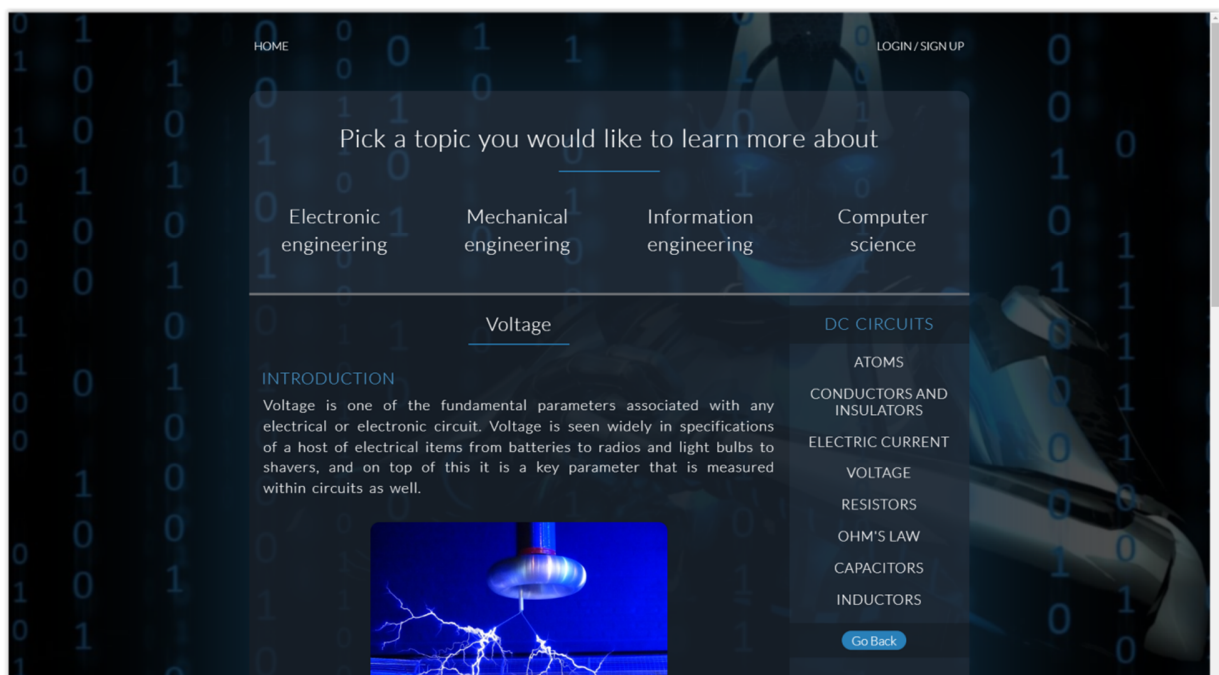 HOME
LOGIN / SIGN UP
Pick a topic you would like to learn more about
Electronic
engineering
Mechanical
engineering
Information
engineering
Computer
science
Voltage
INTRODUCTION
Voltage is one of the fundamental parameters associated with any
electrical or electronic circuit. Voltage is seen widely in specifications
of a host of electrical items from batteries to radios and light bulbs to
shavers, and on top of this it is a key parameter that is measured
within circuits as well.
DC CIRCUITS
ATOMS
CONDUCTORS AND
INSULATORS
ELECTRIC CURRENT
VOLTAGE
RESISTORS
OHM'S LAW
CAPACITORS
INDUCTORS
Go Back